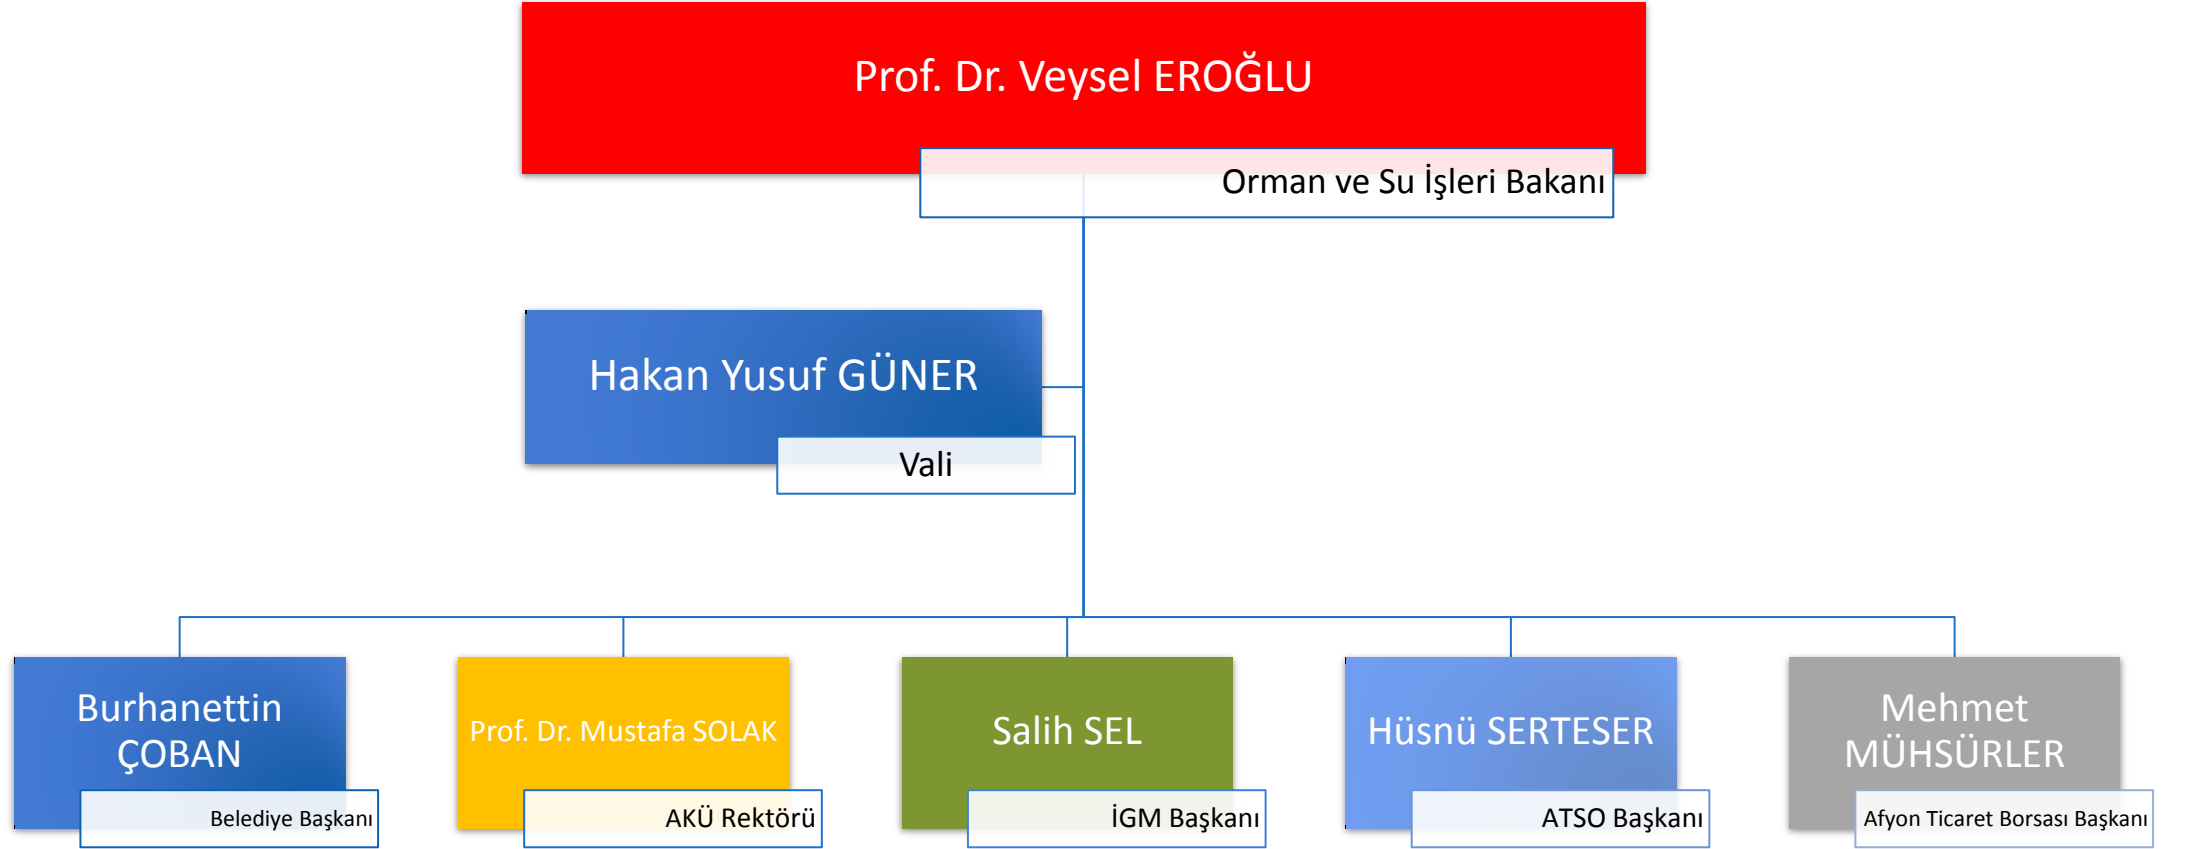 Prof. Dr. Veysel EROĞLU
Orman ve Su İşleri Bakanı
Hakan Yusuf GÜNER
Vali
Burhanettin
ÇOBAN
Belediye Başkanı
Prof. Dr. Mustafa SOLAK
AKÜ Rektörü
Salih SEL
İGM Başkanı
Hüsnü SERTESER
ATSO Başkanı
Mehmet
MÜHSÜRLER
Afyon Ticaret Borsası Başkanı